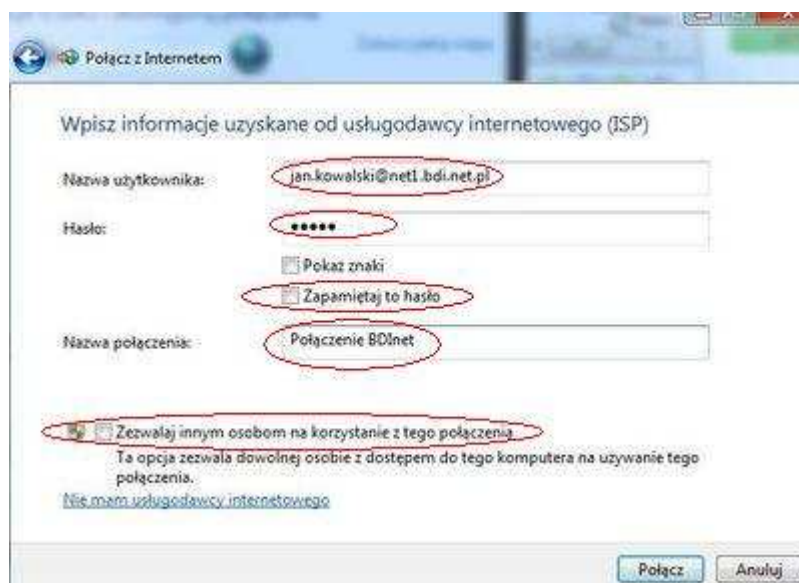 Połącz z Internetem
Wpisz informacje uzyskane od usługodawcy internetowego (ISP)
Nazwa użytkownika: jan.kowalski@net1.bdi.net.pl
Hasło: •••••
Pokaż znaki
Zapamiętaj to hasło
Nazwa połączenia: Połączenie BDInet
Zezwalaj innym osobom na korzystanie z tego połączenia
Ta opcja zezwala dowolnej osobie z dostępem do tego komputera na używanie tego
połączenia.
Nie mam usługodawcy internetowego
Połącz Anuluj